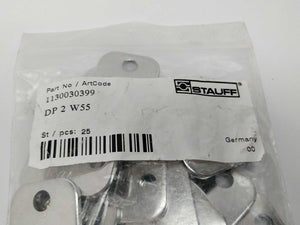 Part No / ArtCode
1130030399
DP 2 W55
STAUFF
St / pcs: 25
Germany
00